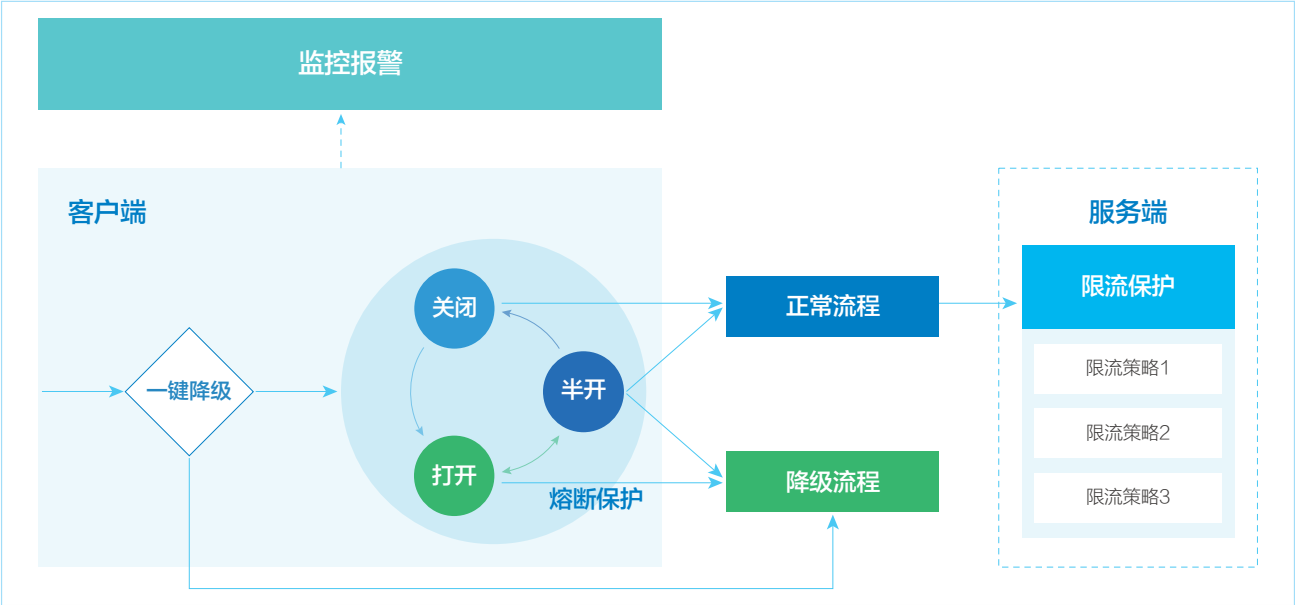 监控报警
客户端
服务端
关闭
正常流程
限流保护
一键降级
半开
限流策略1
限流策略2
打开
熔断保护
降级流程
限流策略3